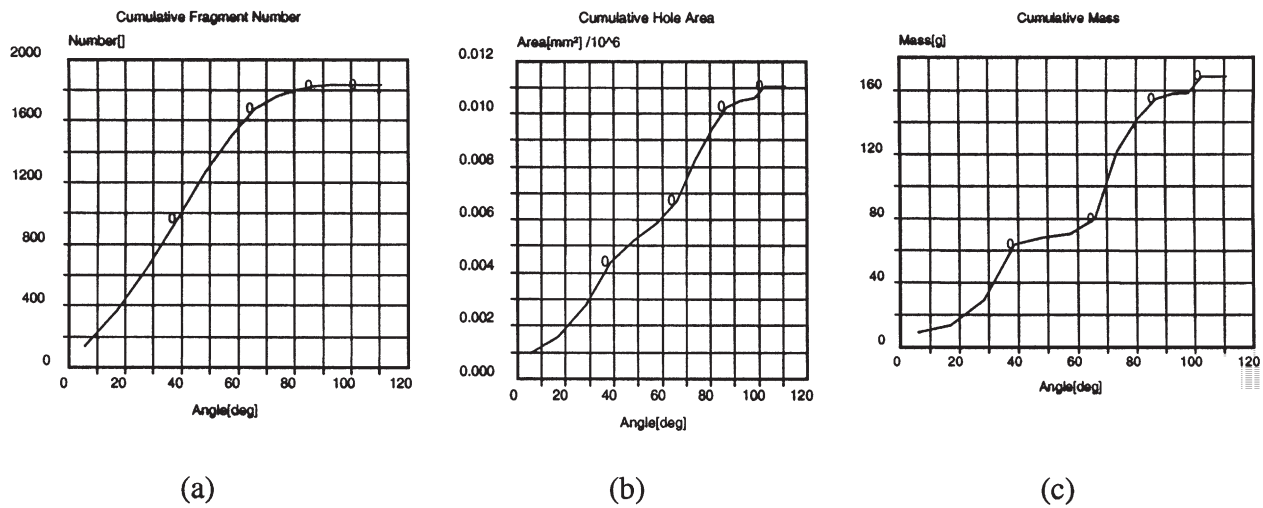 Cumulative Fragment Number
Number[]
2000
1600
1200
800
400
0
0 20 40 60 80 100 120
Angle[deg]
(a)
Cumulative Hole Area
Area[mm²] /10^6
0.012
0.010
0.008
0.006
0.004
0.002
0.000
0 20 40 60 80 100 120
Angle[deg]
(b)
Cumulative Mass
Mass[g]
160
120
80
40
0
0 20 40 60 80 100 120
Angle[deg]
(c)